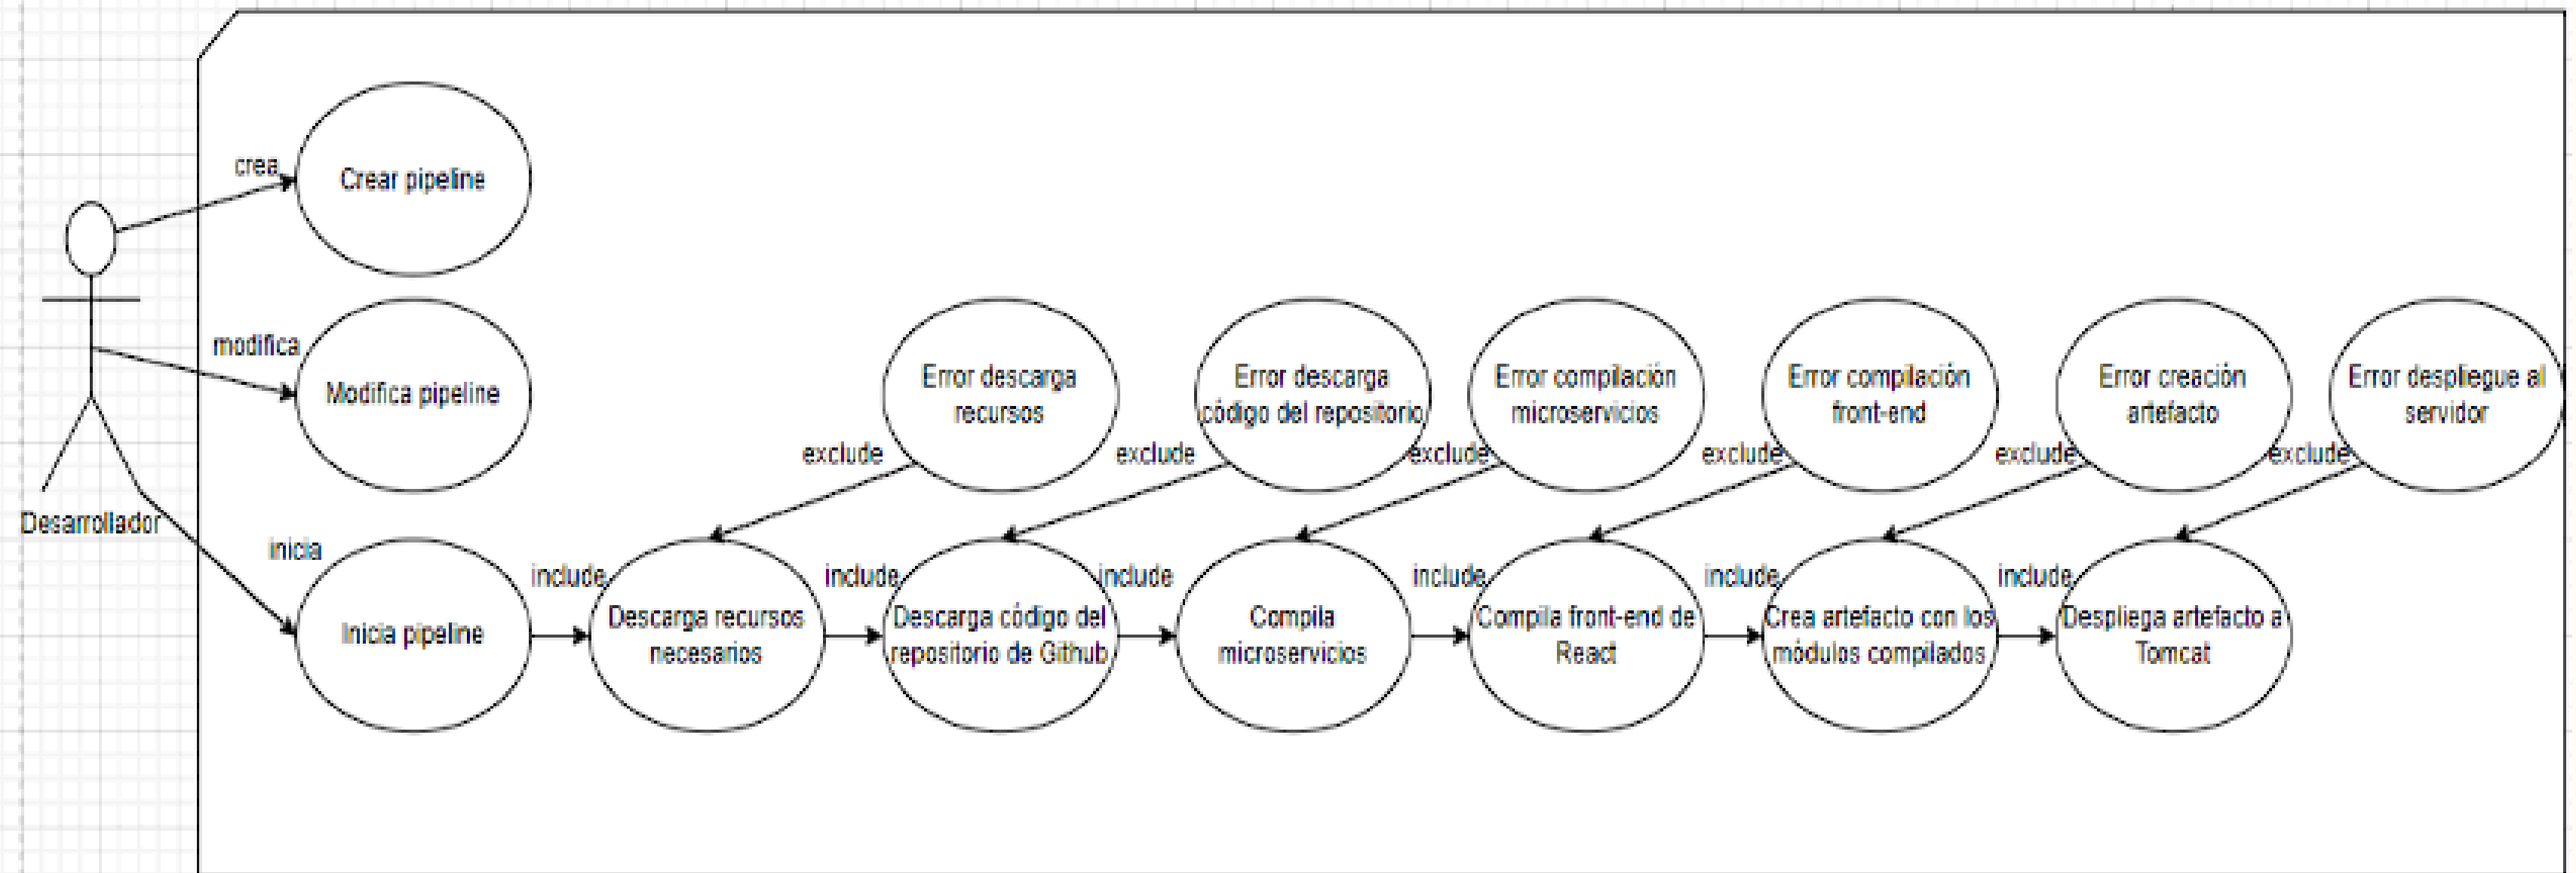 crea
Crear pipeline
modifica
Modifica pipeline
Desarrollador
inicia
Inicia pipeline
Error descarga
recursos
Error descarga
código del repositorio
Error compilación
microservicios
Error compilación
front-end
Error creación
artefacto
Error despliegue al
servidor
exclude
exclude
exclude
exclude
exclude
exclude
include
include
include
include
include
include
Descarga recursos
necesarios
Descarga código del
repositorio de Github
Compila
microservicios
Compila front-end de
React
Crea artefacto con los
módulos compilados
Despliega artefacto a
Tomcat